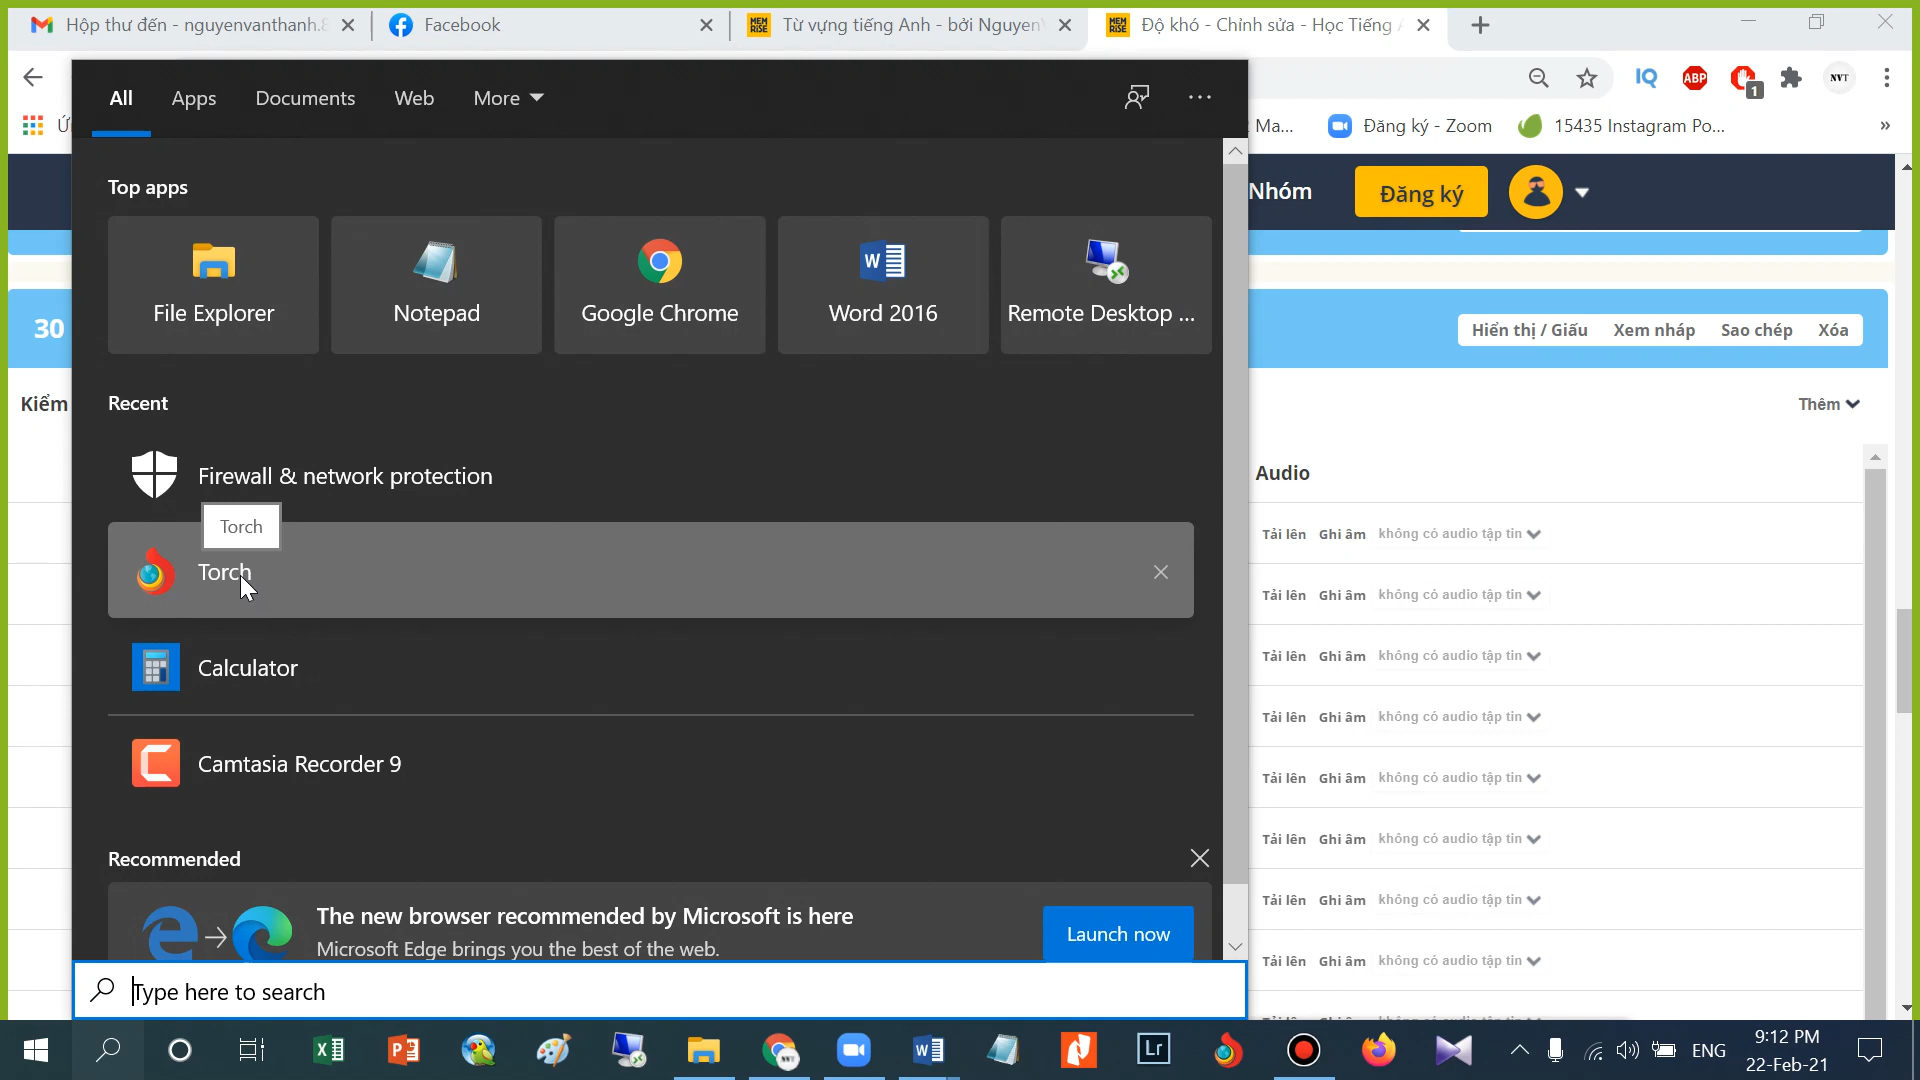 Hộp thư đến - nguyenvanthanh.8
Facebook
Từ vựng tiếng Anh - bởi Nguyen
Độ khó - Chỉnh sửa - Học Tiếng
IQ
ABP
1
NVT
Ma...
Đăng ký - Zoom
15435 Instagram Po...
»
All
Apps
Documents
Web
More
Nhóm
Đăng ký
Top apps
File Explorer
Notepad
Google Chrome
Word 2016
Remote Desktop ...
30
Hiển thị / Giấu
Xem nháp
Sao chép
Xóa
Kiểm
Thêm
Recent
Firewall & network protection
Torch
Torch
Calculator
Camtasia Recorder 9
Audio
Tải lên Ghi âm không có audio tập tin
Tải lên Ghi âm không có audio tập tin
Tải lên Ghi âm không có audio tập tin
Tải lên Ghi âm không có audio tập tin
Tải lên Ghi âm không có audio tập tin
Tải lên Ghi âm không có audio tập tin
Tải lên Ghi âm không có audio tập tin
Tải lên Ghi âm không có audio tập tin
Recommended
The new browser recommended by Microsoft is here
Microsoft Edge brings you the best of the web.
Launch now
Type here to search
Lr
ENG
9:12 PM
22-Feb-21